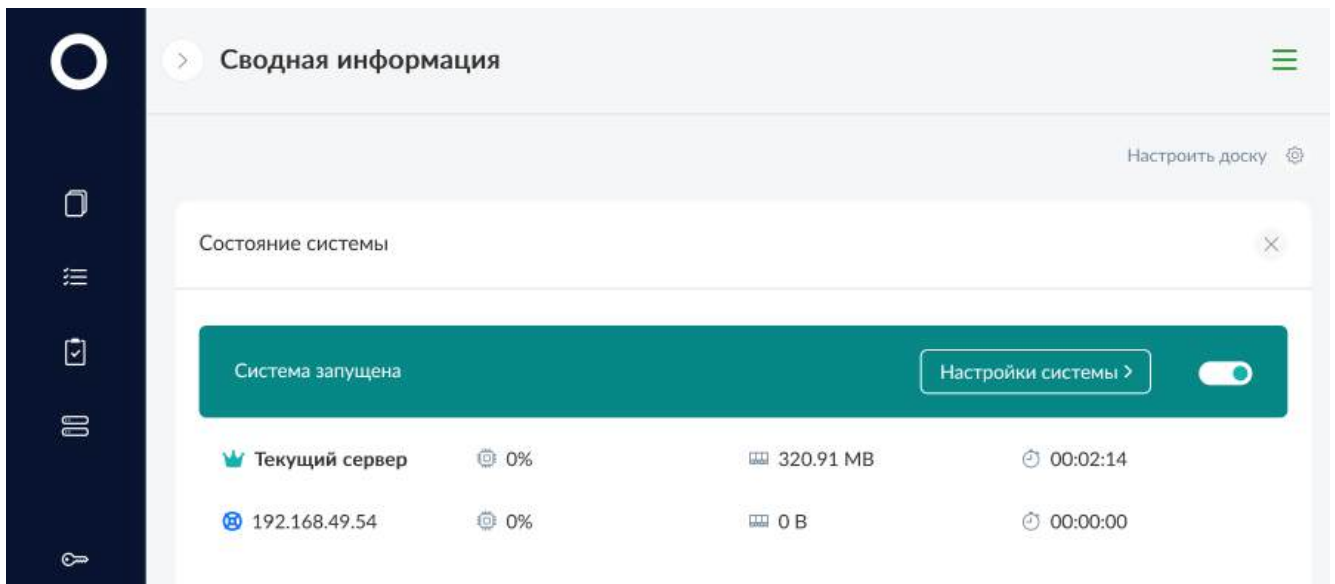 Сводная информация
Настроить доску
Состояние системы
Система запущена Настройки системы >
Текущий сервер 0% 320.91 MB 00:02:14
192.168.49.54 0% 0 B 00:00:00